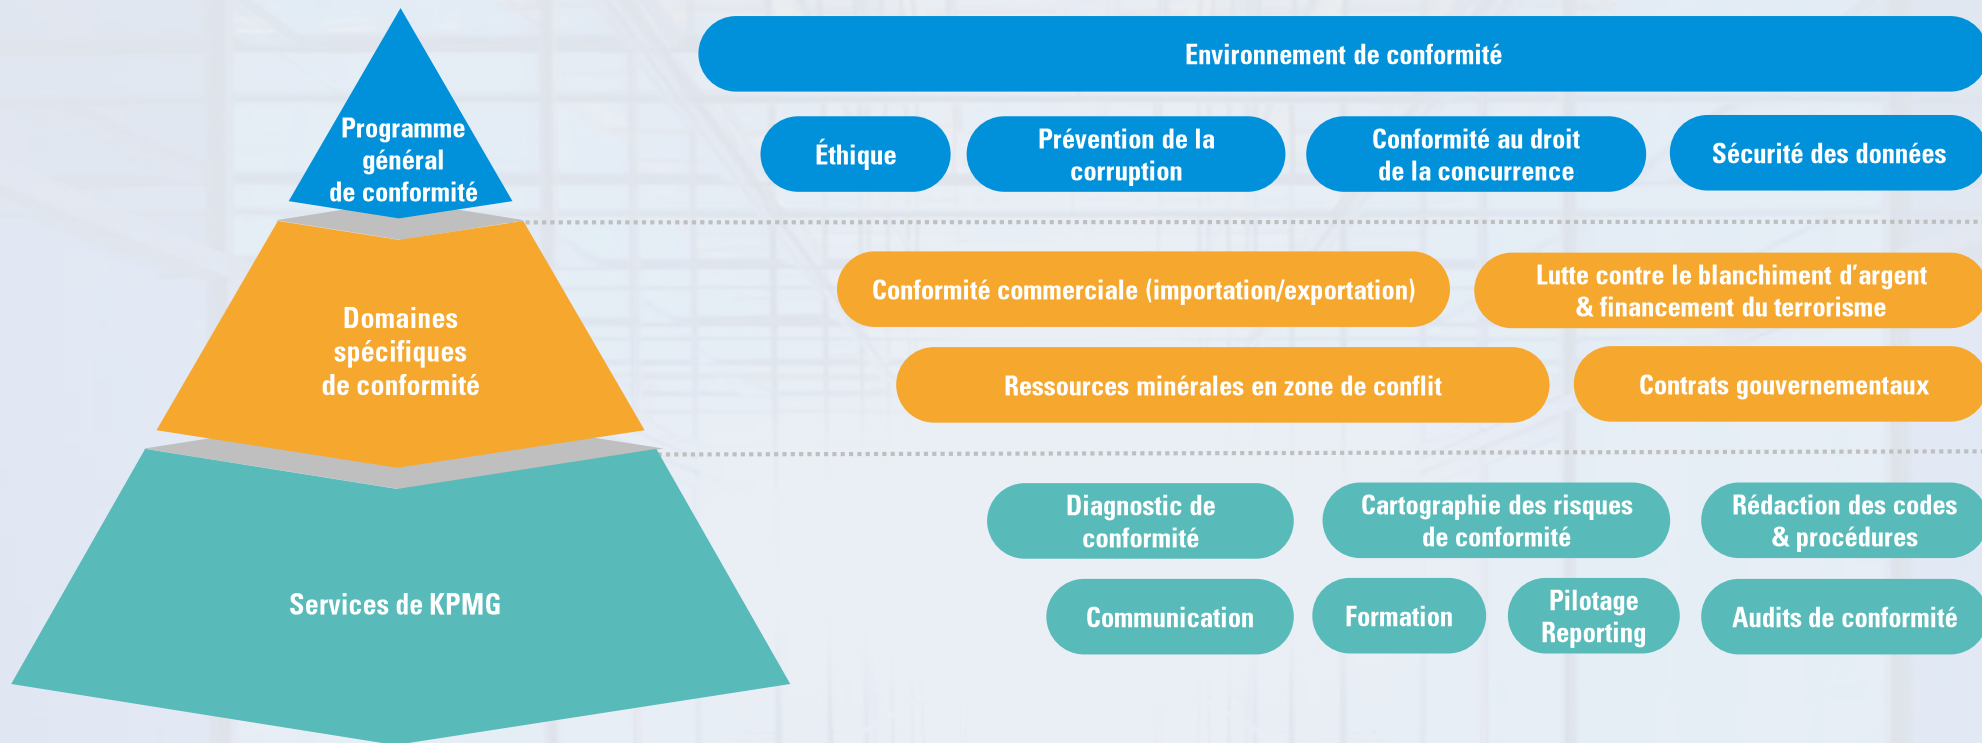 Environnement de conformité
Programme
général
de conformité
Éthique
Prévention de la
corruption
Conformité au droit
de la concurrence
Sécurité des données
Domaines
spécifiques
de conformité
Conformité commerciale (importation/exportation)
Lutte contre le blanchiment d’argent
& financement du terrorisme
Ressources minérales en zone de conflit
Contrats gouvernementaux
Services de KPMG
Diagnostic de
conformité
Cartographie des risques
de conformité
Rédaction des codes
& procédures
Communication
Formation
Pilotage
Reporting
Audits de conformité